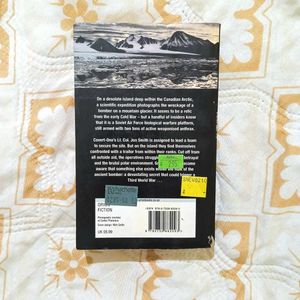 On a desolate island deep within the Canadian Arctic,
a scientific expedition photographs the wreckage of a
bomber on a mountain glacier. It seems to be a relic
from the early Cold War - but a handful of insiders know
it is a Soviet Air Force biological warfare platform,
still armed with two tons of active weaponised anthrax.
Covert-One's Lt. Col. Jon Smith is assigned to lead a team
to secure the site. But on the island they find themselves
confronted with a traitor from within their ranks. Cut off from
all outside aid, the operatives struggle betrayal
and the brutal polar environment.
aware that something else exists
ancient bomber: a devastating secret that could
Third World War
ISBN
FICTION
UK £6.99